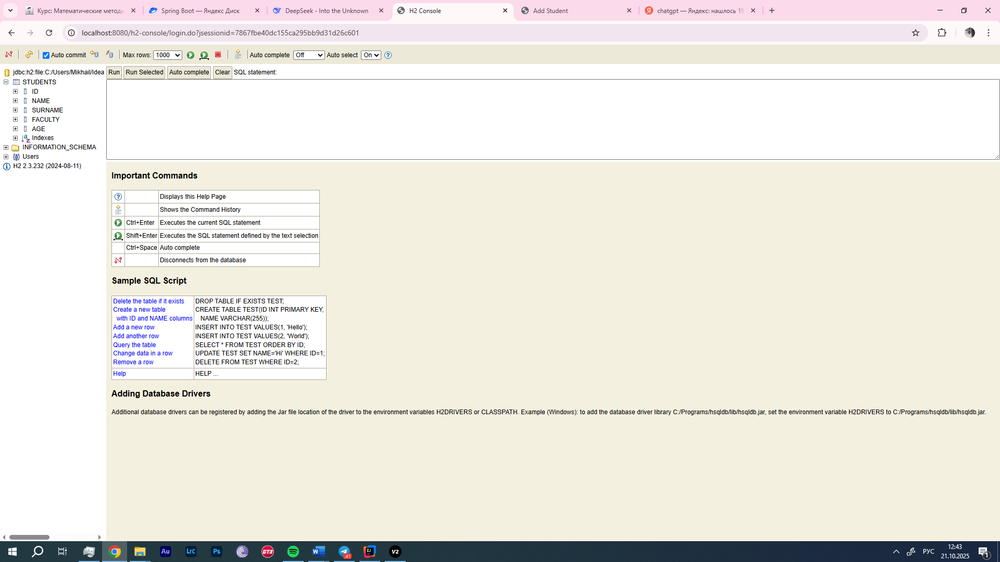 Курс: Математические методы
Spring Boot — Яндекс Диск
DeepSeek - Into the Unknown
H2 Console
Add Student
chatgpt — Яндекс: нашлось 19
localhost:8080/h2-console/login.do?jsessionid=7867fbe40dc155ca295bb9d31d26c601
Auto commit
Max rows: 1000
Auto complete Off
Auto select On
jdbc:h2:file:C:/Users/Mikhail/Idea
STUDENTS
ID
NAME
SURNAME
FACULTY
AGE
Indexes
INFORMATION_SCHEMA
Users
H2 2.3.232 (2024-08-11)
Run
Run Selected
Auto complete
Clear
SQL statement:
Important Commands
Displays this Help Page
Shows the Command History
Ctrl+Enter Executes the current SQL statement
Shift+Enter Executes the SQL statement defined by the text selection
Ctrl+Space Auto complete
Disconnects from the database
Sample SQL Script
Delete the table if it exists DROP TABLE IF EXISTS TEST;
Create a new table CREATE TABLE TEST(ID INT PRIMARY KEY,
with ID and NAME columns NAME VARCHAR(255));
Add a new row INSERT INTO TEST VALUES(1, 'Hello');
Add another row INSERT INTO TEST VALUES(2, 'World');
Query the table SELECT * FROM TEST ORDER BY ID;
Change data in a row UPDATE TEST SET NAME='Hi' WHERE ID=1;
Remove a row DELETE FROM TEST WHERE ID=2;
Help HELP ...
Adding Database Drivers
Additional database drivers can be registered by adding the Jar file location of the driver to the environment variables H2DRIVERS or CLASSPATH. Example (Windows): to add the database driver library C:/Programs/hsqldb/lib/hsqldb.jar, set the environment variable H2DRIVERS to C:/Programs/hsqldb/lib/hsqldb.jar.
Au
Lrc
Ps
GT3
W
41
IJ
V2
РУС
12:43
21.10.2025
1